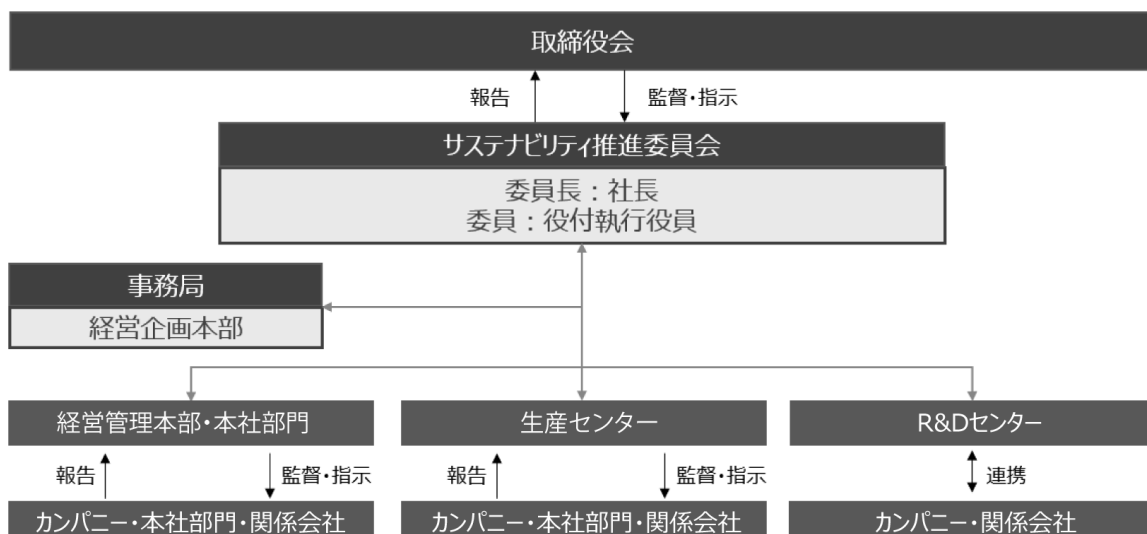 取締役会
報告
監督・指示
サステナビリティ推進委員会
委員長：社長
委員：役付執行役員
事務局
経営企画本部
経営管理本部・本社部門
生産センター
R&Dセンター
報告
監督・指示
報告
監督・指示
連携
カンパニー・本社部門・関係会社
カンパニー・本社部門・関係会社
カンパニー・関係会社